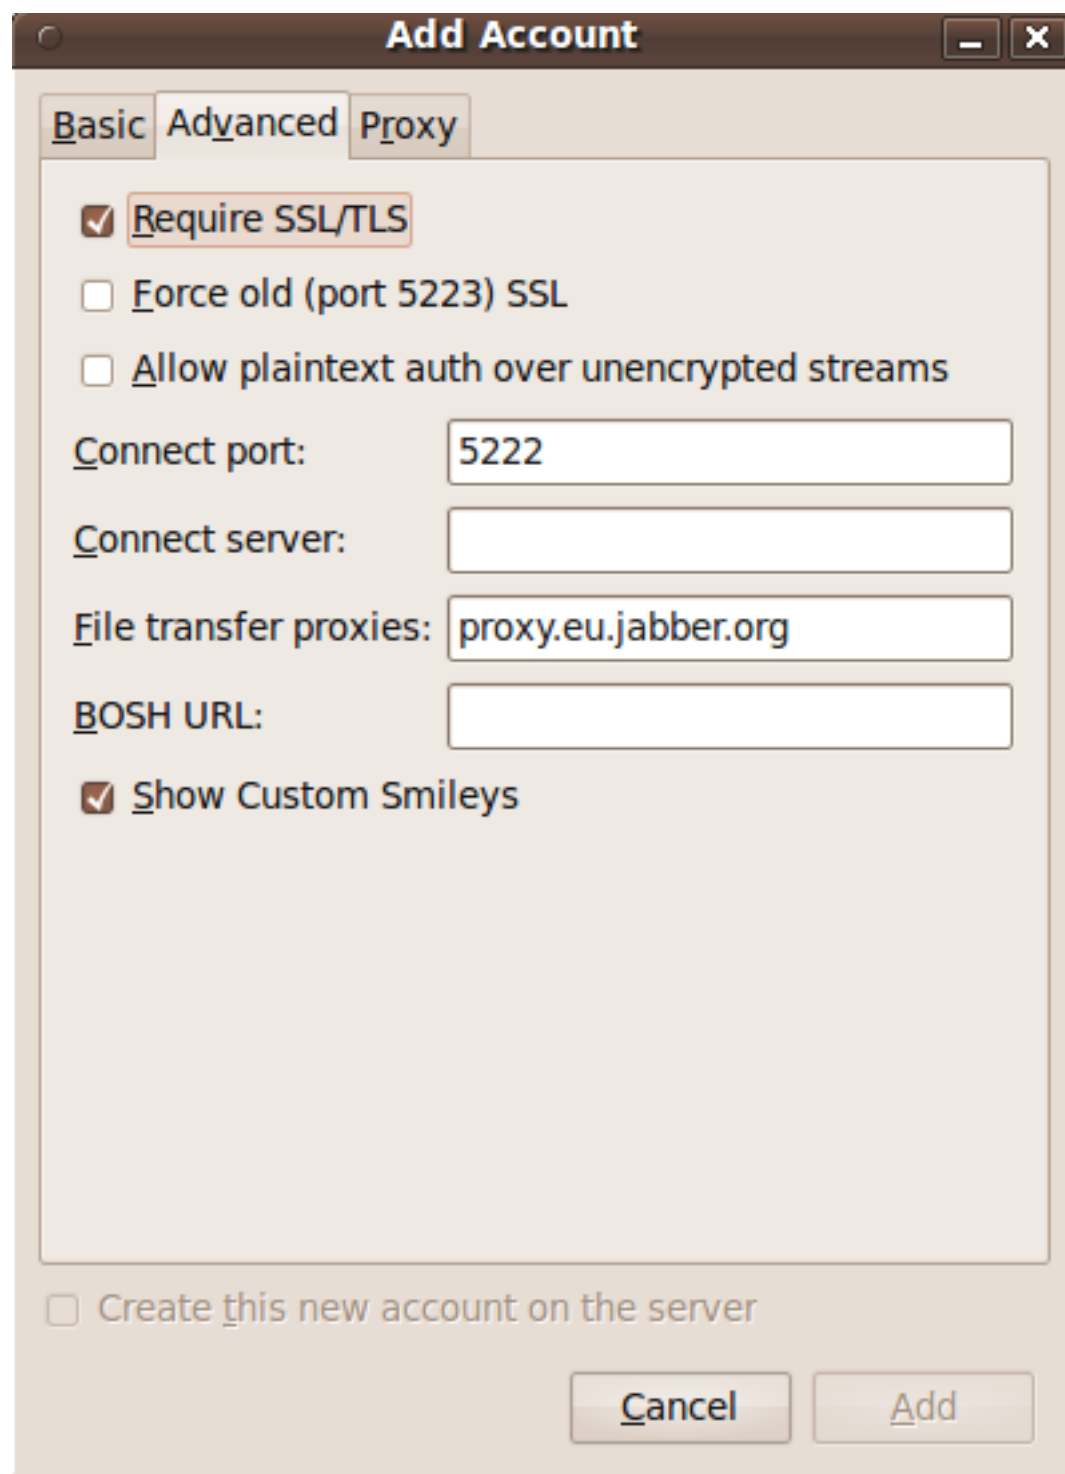 Add Account
Basic Advanced Proxy
Require SSL/TLS
Force old (port 5223) SSL
Allow plaintext auth over unencrypted streams
Connect port: 5222
Connect server:
File transfer proxies: proxy.eu.jabber.org
BOSH URL:
Show Custom Smileys
Create this new account on the server
Cancel Add